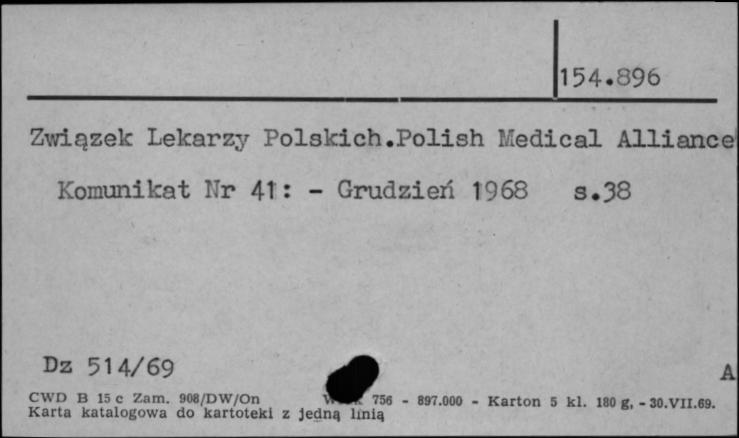 154.896
Związek Lekarzy Polskich.Polish Medical Alliance
Komunikat Nr 41: - Grudzień 1968 s.38
Dz 514/69
A
CWD B 15 c Zam. 908/DW/On 756 - 897.000 - Karton 5 kl. 180 g, - 30.VII.69.
Karta katalogowa do kartoteki z jedną linią